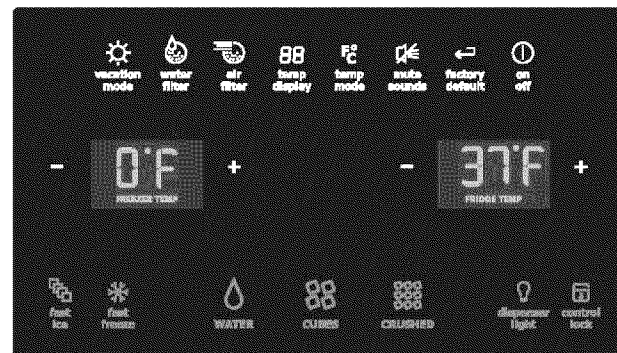 88 F° C
vacation water air temp temp mute factory on
mode filter filter display mode sounds default off
- 0°F + - 37°F +
FREEZER TEMP FRIDGE TEMP
fast fast WATER CUBES CRUSHED dispenser control
ice freeze light lock